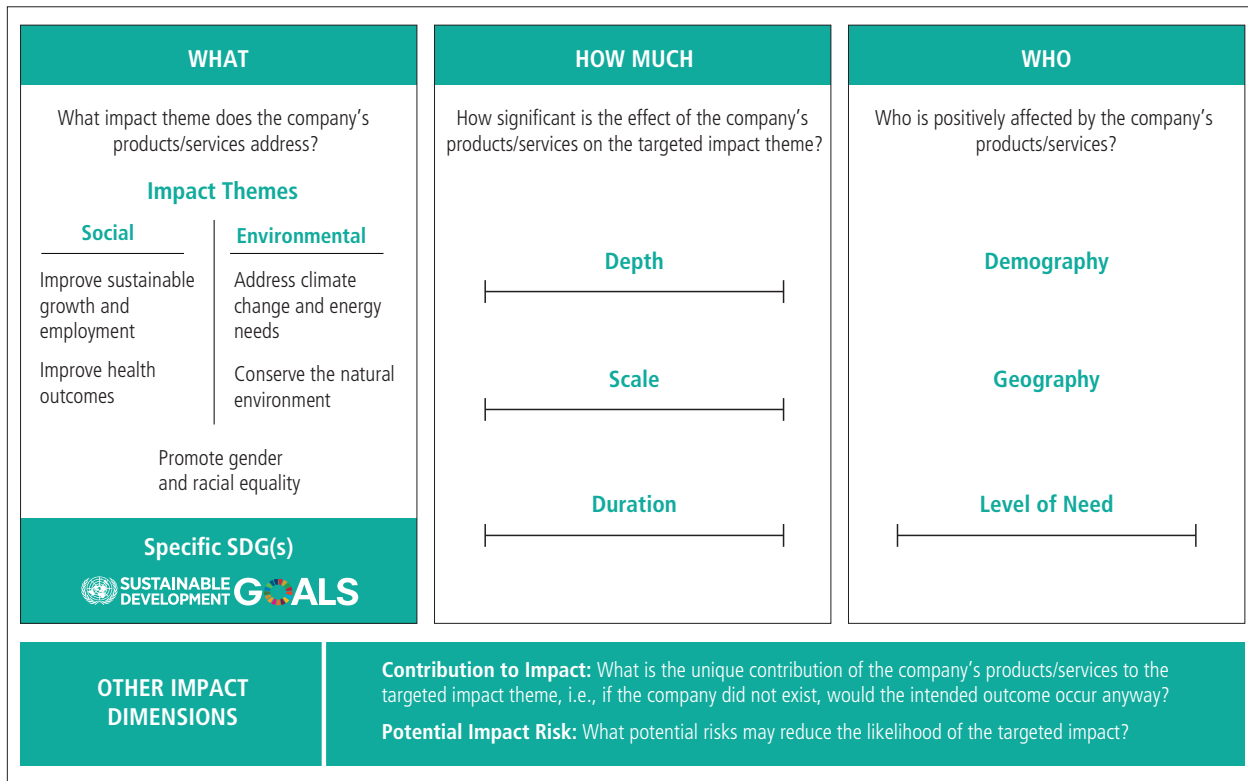 WHAT
What impact theme does the company's
products/services address?
Impact Themes
Social
Improve sustainable
growth and
employment
Improve health
outcomes
Environmental
Address climate
change and energy
needs
Conserve the natural
environment
Promote gender
and racial equality
Specific SDG(s)
SUSTAINABLE
DEVELOPMENT
GOALS
HOW MUCH
How significant is the effect of the company's
products/services on the targeted impact theme?
Depth
Scale
Duration
WHO
Who is positively affected by the company's
products/services?
Demography
Geography
Level of Need
OTHER IMPACT
DIMENSIONS
Contribution to Impact: What is the unique contribution of the company's products/services to the
targeted impact theme, i.e., if the company did not exist, would the intended outcome occur anyway?
Potential Impact Risk: What potential risks may reduce the likelihood of the targeted impact?